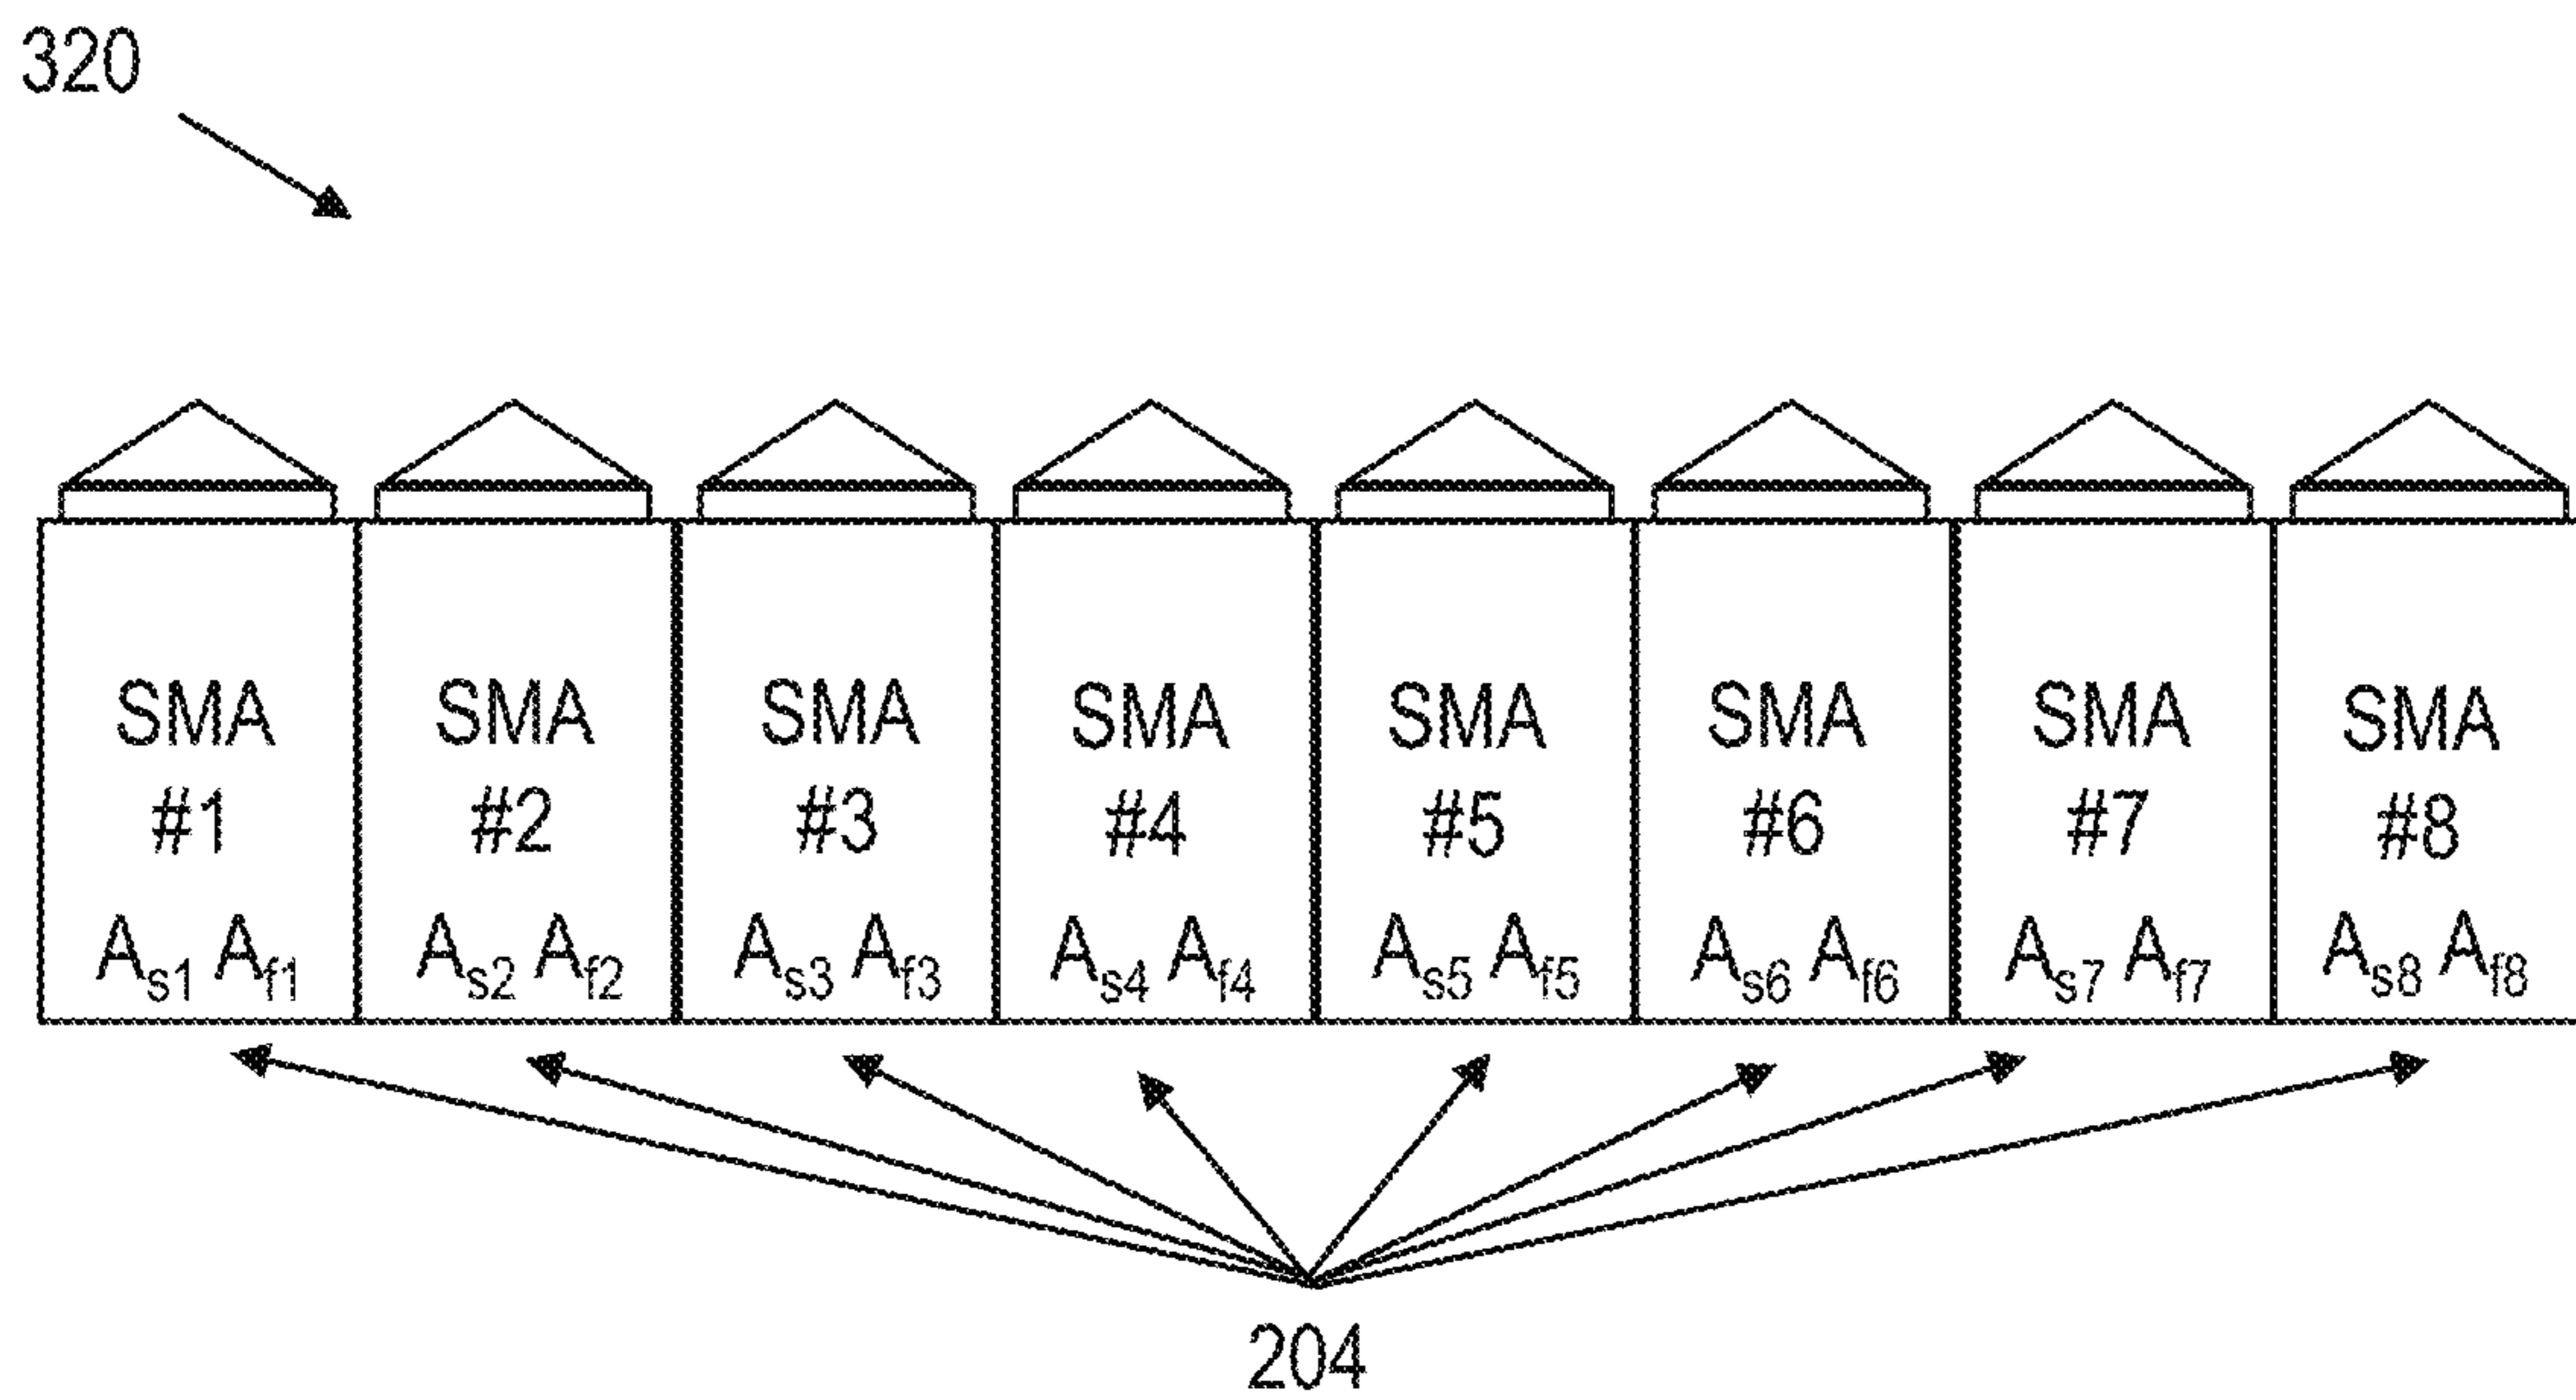 320
SMA SMA SMA SMA SMA SMA SMA SMA
#1 #2 #3 #4 #5 #6 #7 #8
As1 Af1 As2 Af2 As3 Af3 As4 Af4 As5 Af5 As6 Af6 As7 Af7 As8 Af8
204